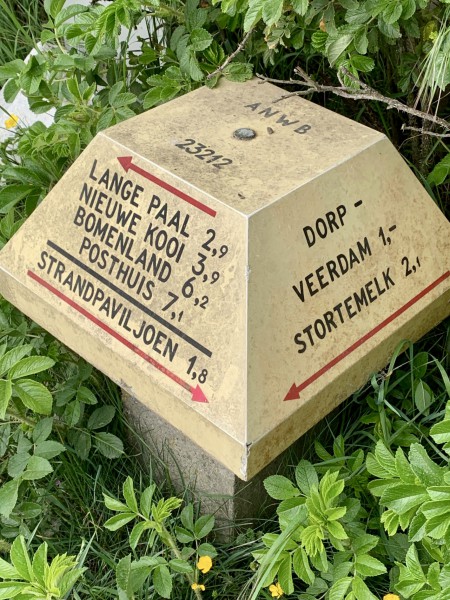 ANWB
23212
LANGE PAAL 2,9
NIEUWE KOOI 3,9
BOMENLAND 6,2
POSTHUIS 7,1
STRANDPAVILJOEN 1,8
DORP -
VEERDAM 1,-
STORTEMELK 2,1